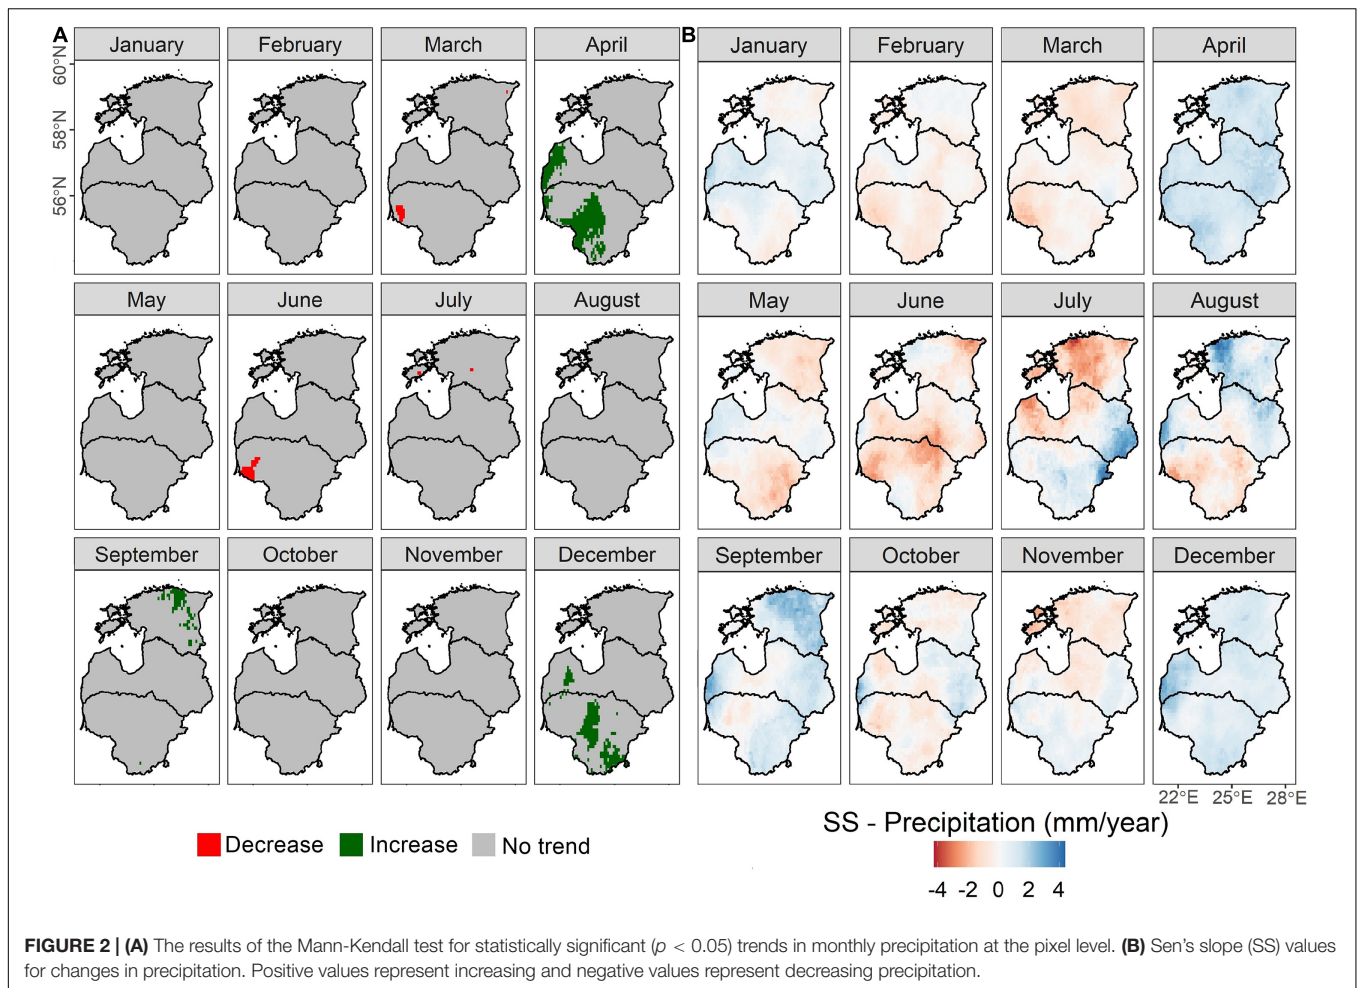 A
January
February
March
April
60°N
58°N
56°N
May
June
July
August
September
October
November
December
Decrease
Increase
No trend
B
January
February
March
April
May
June
July
August
September
October
November
December
22°E 25°E 28°E
SS - Precipitation (mm/year)
-4 -2 0 2 4
FIGURE 2 | (A) The results of the Mann-Kendall test for statistically significant (p < 0.05) trends in monthly precipitation at the pixel level. (B) Sen's slope (SS) values
for changes in precipitation. Positive values represent increasing and negative values represent decreasing precipitation.